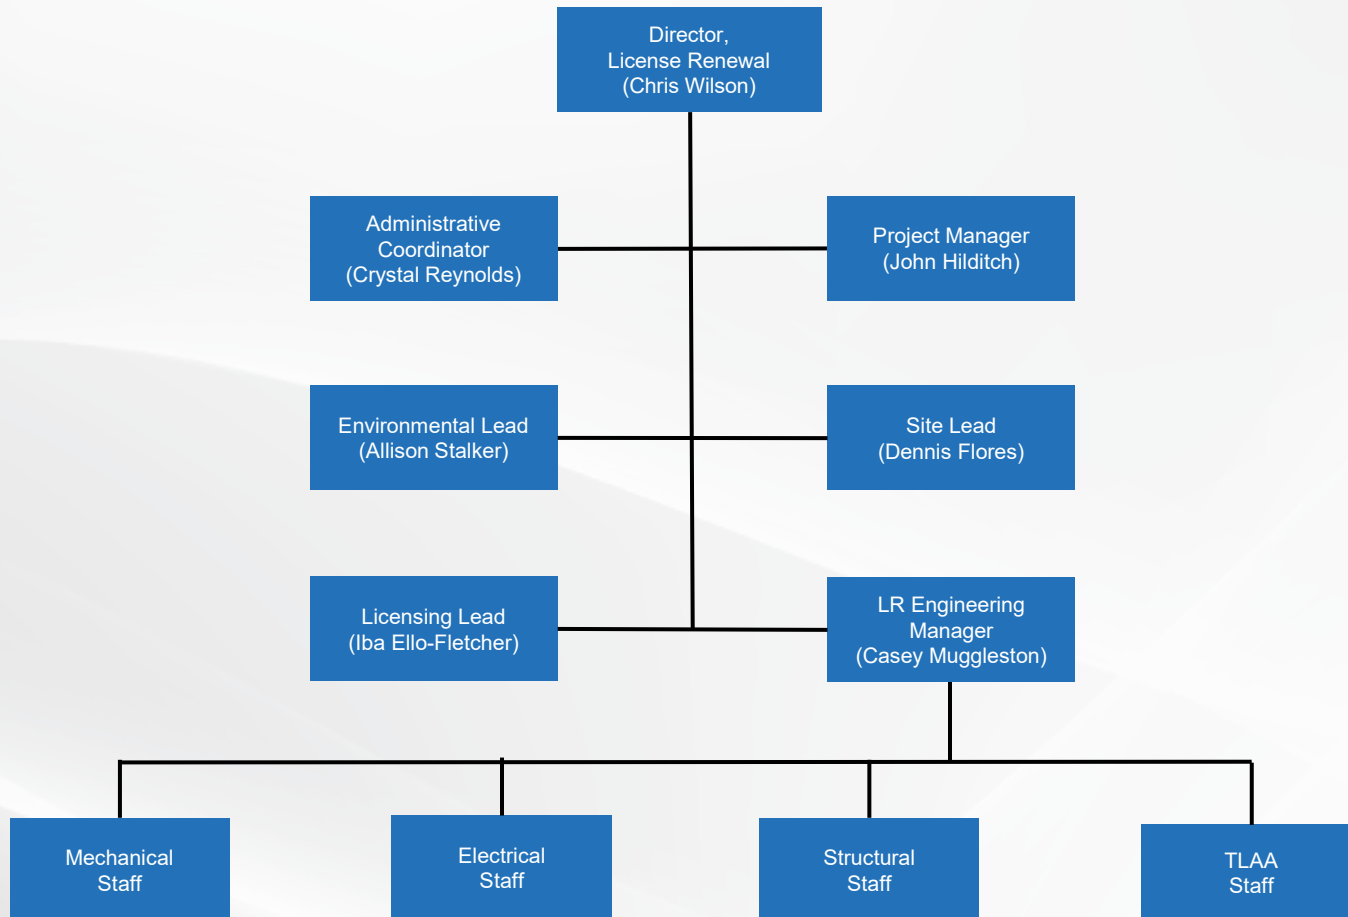 Director,
License Renewal
(Chris Wilson)
Administrative
Coordinator
(Crystal Reynolds)
Project Manager
(John Hilditch)
Environmental Lead
(Allison Stalker)
Site Lead
(Dennis Flores)
Licensing Lead
(Iba Ello-Fletcher)
LR Engineering
Manager
(Casey Muggleston)
Mechanical
Staff
Electrical
Staff
Structural
Staff
TLAA
Staff